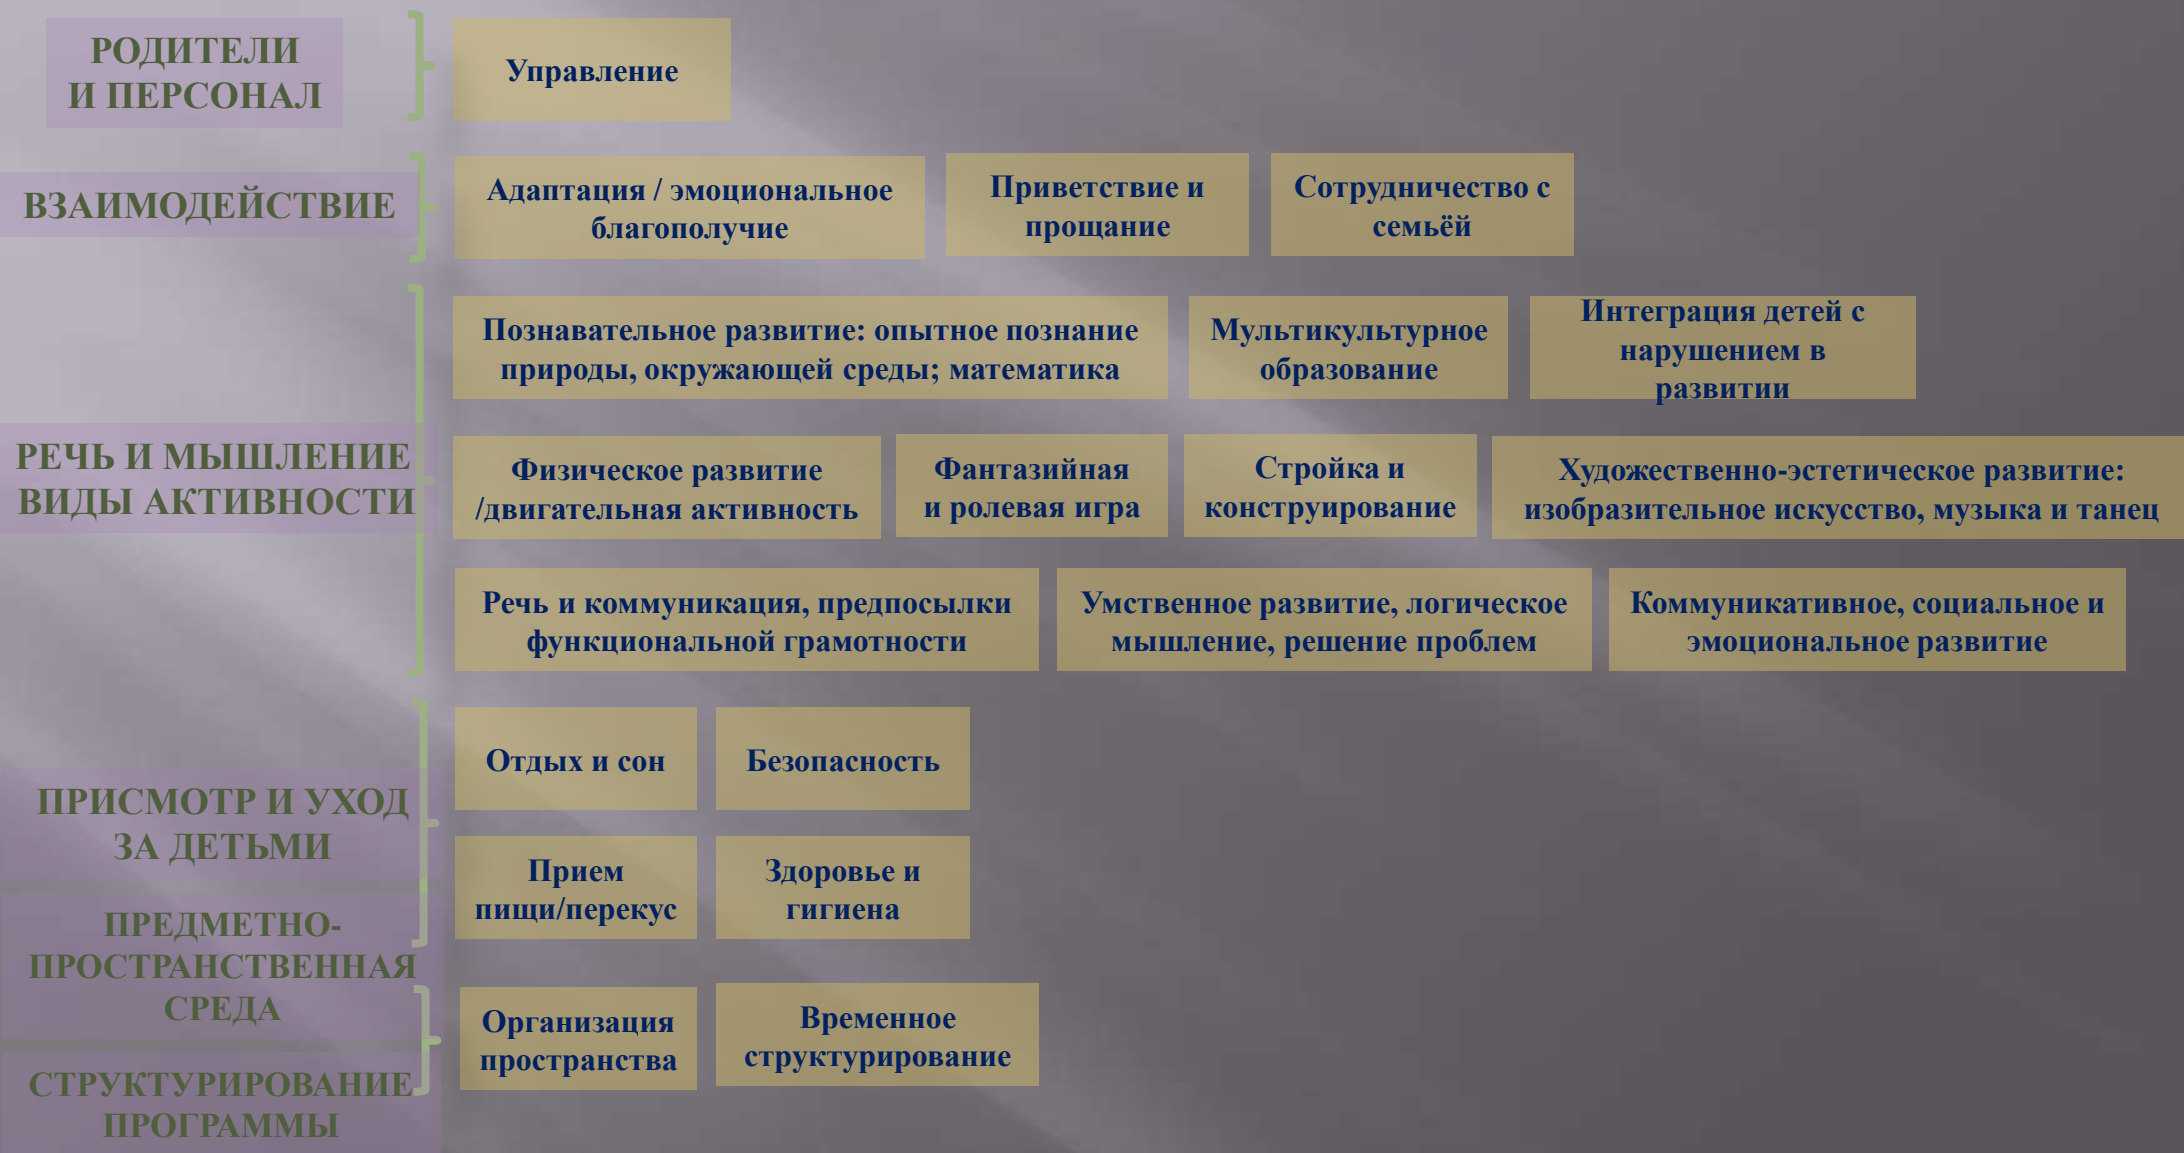 РОДИТЕЛИ
И ПЕРСОНАЛ
Управление
ВЗАИМОДЕЙСТВИЕ
Адаптация / эмоциональное
благополучие
Приветствие и
прощание
Сотрудничество с
семьёй
РЕЧЬ И МЫШЛЕНИЕ
ВИДЫ АКТИВНОСТИ
Познавательное развитие: опытное познание
природы, окружающей среды; математика
Мультикультурное
образование
Интеграция детей с
нарушением в
развитии
Физическое развитие
/двигательная активность
Фантазийная
и ролевая игра
Стройка и
конструирование
Художественно-эстетическое развитие:
изобразительное искусство, музыка и танец
Речь и коммуникация, предпосылки
функциональной грамотности
Умственное развитие, логическое
мышление, решение проблем
Коммуникативное, социальное и
эмоциональное развитие
ПРИСМОТР И УХОД
ЗА ДЕТЬМИ
Отдых и сон
Безопасность
Прием
пищи/перекус
Здоровье и
гигиена
ПРЕДМЕТНО-
ПРОСТРАНСТВЕННАЯ
СРЕДА
Организация
пространства
Временное
структурирование
СТРУКТУРИРОВАНИЕ
ПРОГРАММЫ